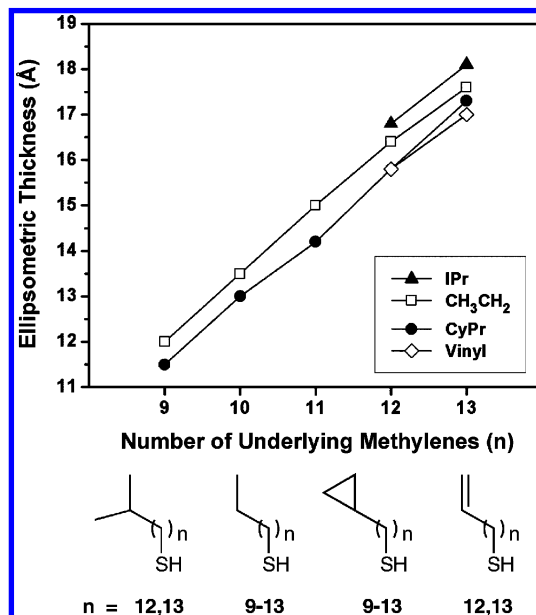 19
18
17
16
15
14
13
12
11
Ellipsometric Thickness (Å)
IPr
CH₃CH₂
CyPr
Vinyl
9 10 11 12 13
Number of Underlying Methylenes (n)
( )n ( )n ( )n ( )n
SH SH SH SH
n = 12,13 9-13 9-13 12,13